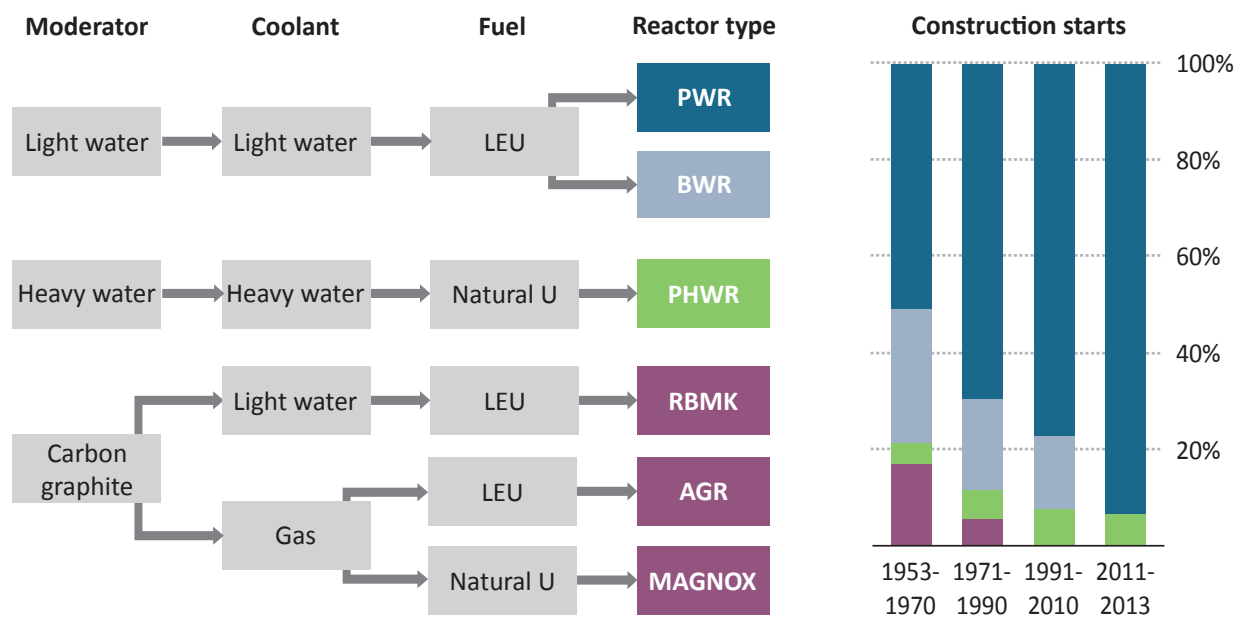 Moderator Coolant Fuel Reactor type Construction starts
100%
PWR
Light water Light water LEU
80%
BWR
60%
Heavy water Heavy water Natural U PHWR
40%
Light water LEU RBMK
20%
Carbon
graphite
LEU AGR
Gas
Natural U MAGNOX
1953-
1970
1971-
1990
1991-
2010
2011-
2013